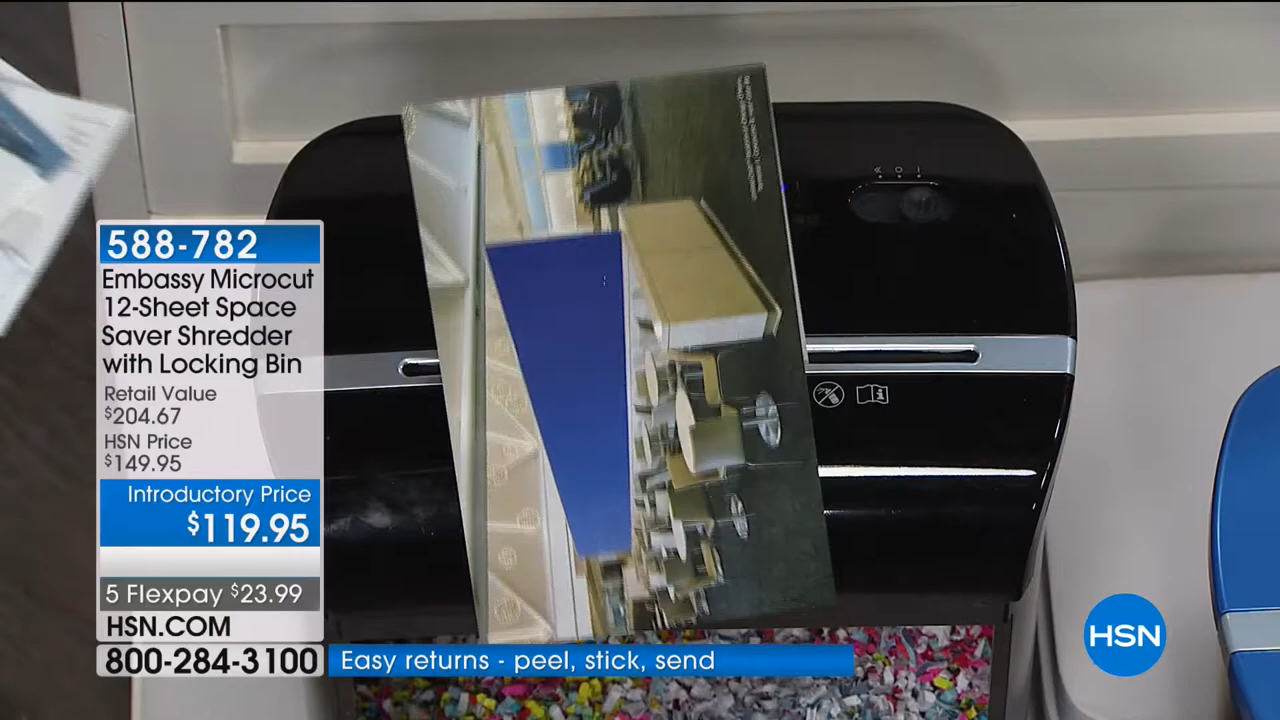 588-782
Embassy Microcut
12-Sheet Space
Saver Shredder
with Locking Bin
Retail Value
$204.67
HSN Price
$149.95
Introductory Price
$119.95
5 Flexpay $23.99
HSN.COM
800-284-3100
Easy returns - peel, stick, send
HSN